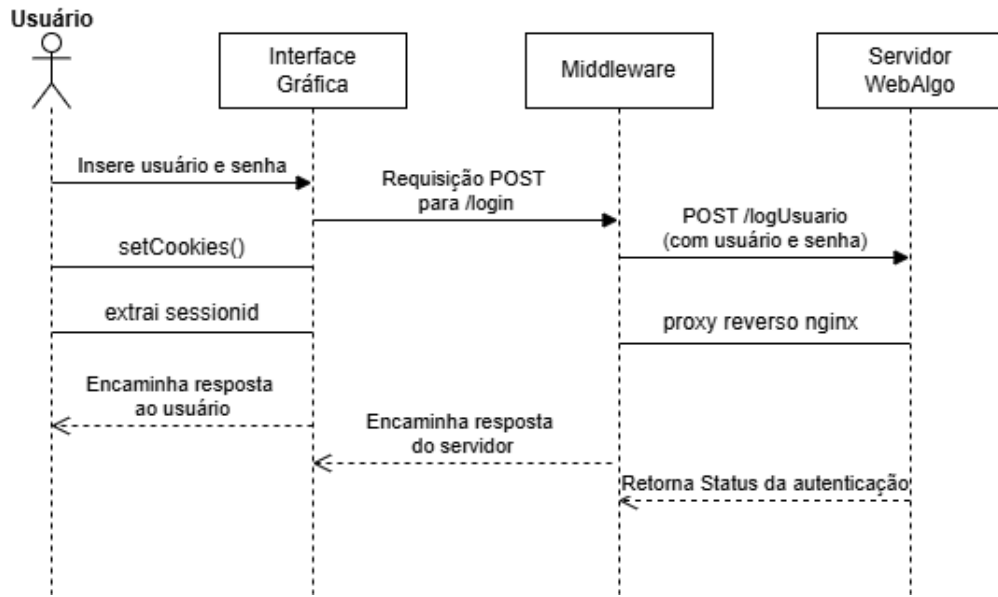 Usuário
Interface
Gráfica
Middleware
Servidor
WebAlgo
Insere usuário e senha
Requisição POST
para /login
POST /logUsuario
(com usuário e senha)
setCookies()
extrai sessionid
proxy reverso nginx
Encaminha resposta
ao usuário
Encaminha resposta
do servidor
Retorna Status da autenticação